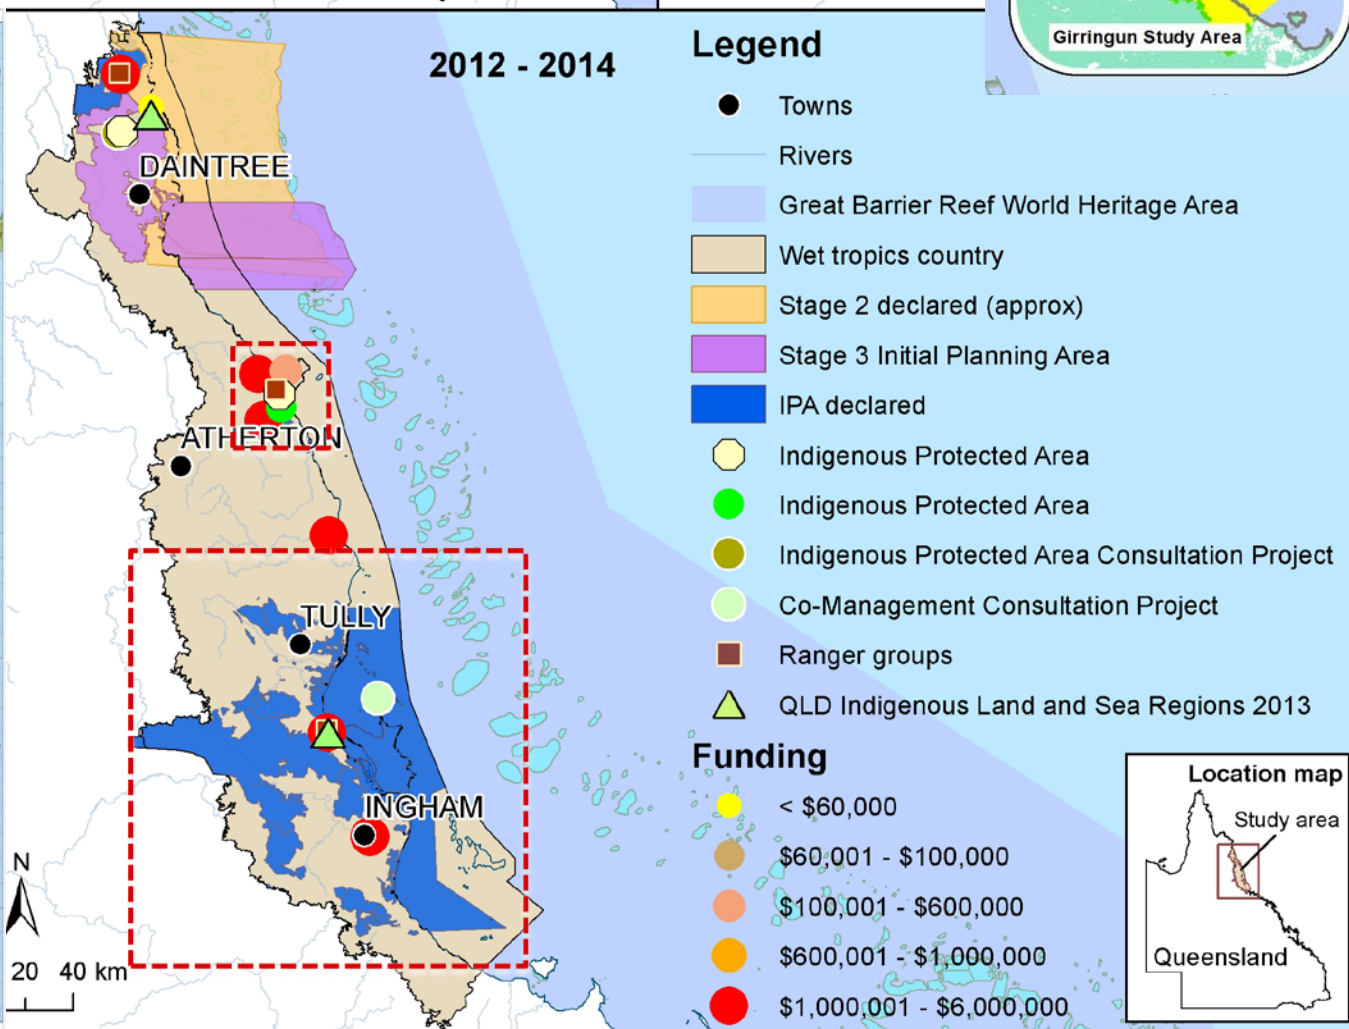 Girringun Study Area
2012 - 2014
DAINTREE
ATHERTON
TULLY
INGHAM
N
20 40 km
Legend
Towns
Rivers
Great Barrier Reef World Heritage Area
Wet tropics country
Stage 2 declared (approx)
Stage 3 Initial Planning Area
IPA declared
Indigenous Protected Area
Indigenous Protected Area
Indigenous Protected Area Consultation Project
Co-Management Consultation Project
Ranger groups
QLD Indigenous Land and Sea Regions 2013
Funding
< $60,000
$60,001 - $100,000
$100,001 - $600,000
$600,001 - $1,000,000
$1,000,001 - $6,000,000
Location map
Study area
Queensland